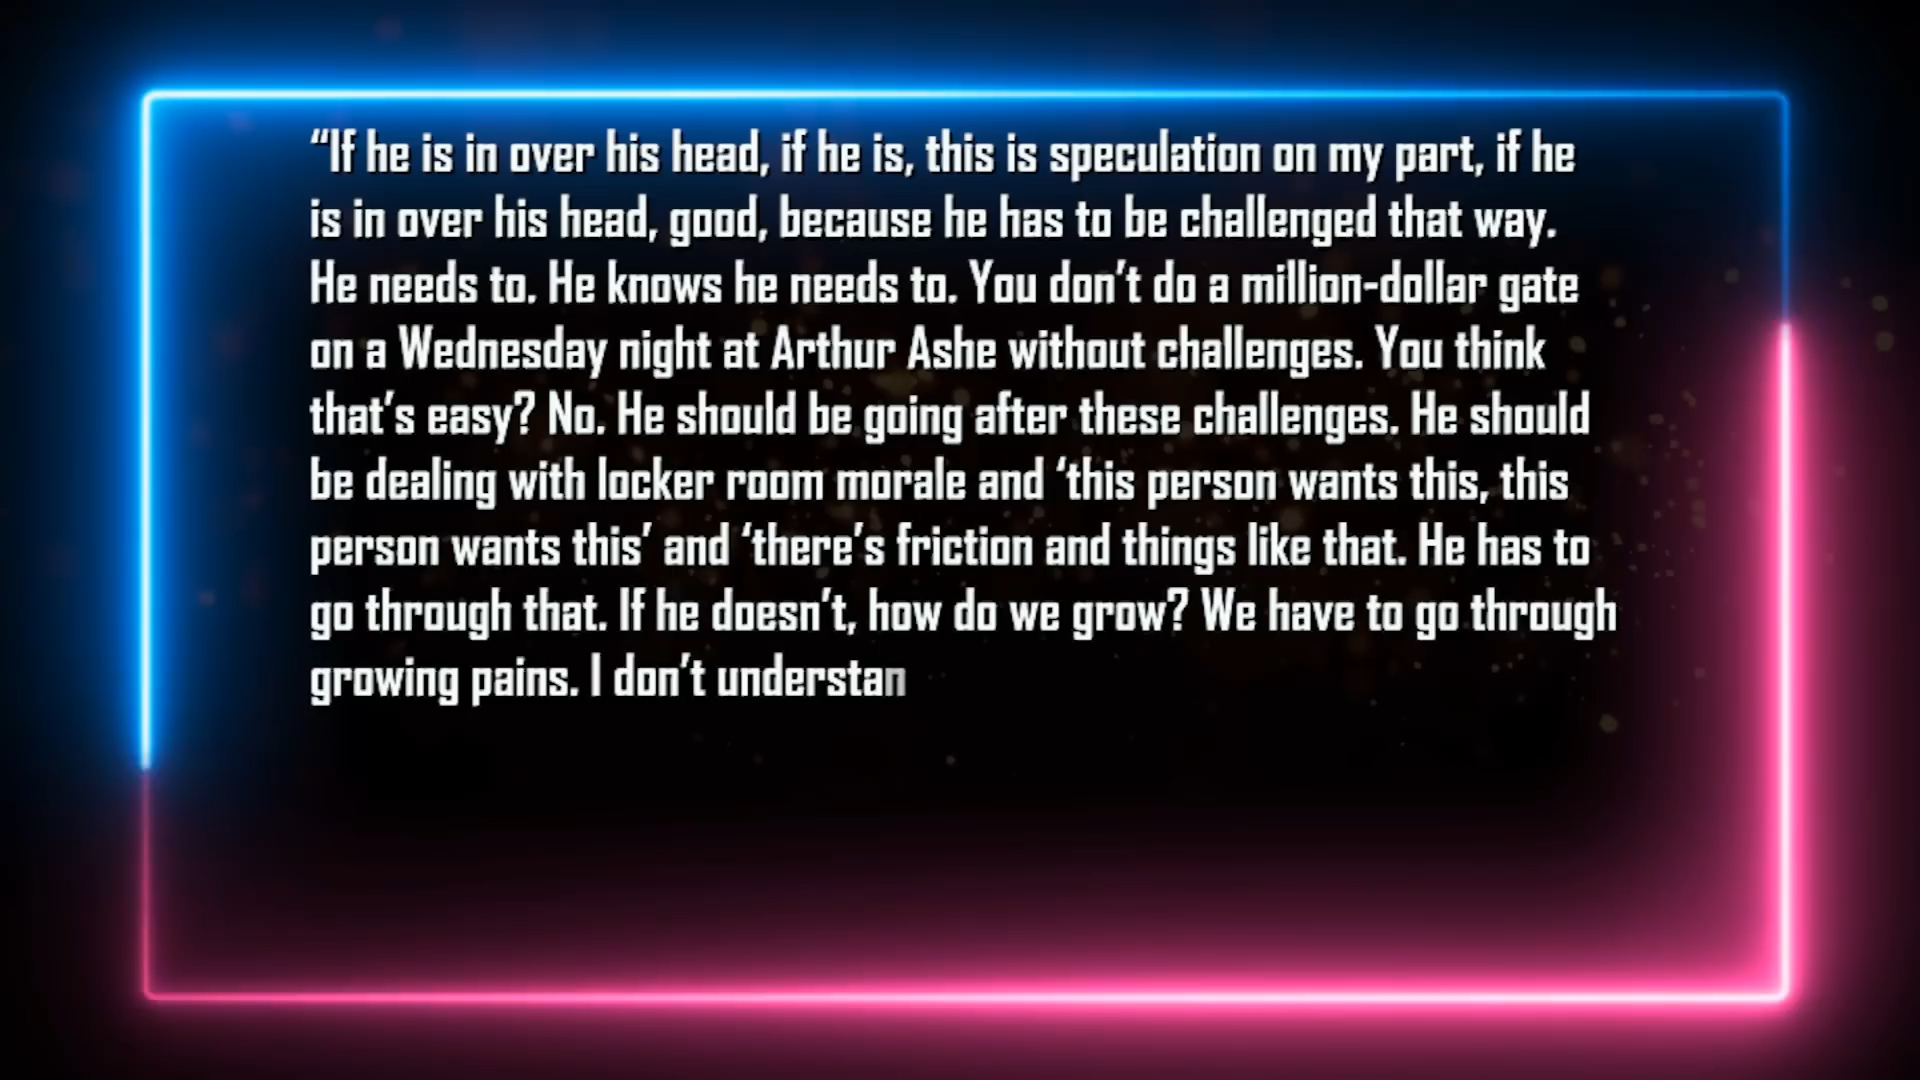 “If he is in over his head, if he is, this is speculation on my part, if he
is in over his head, good, because he has to be challenged that way.
He needs to. He knows he needs to. You don’t do a million-dollar gate
on a Wednesday night at Arthur Ashe without challenges. You think
that’s easy? No. He should be going after these challenges. He should
be dealing with locker room morale and ‘this person wants this, this
person wants this’ and ‘there’s friction and things like that. He has to
go through that. If he doesn’t, how do we grow? We have to go through
growing pains. I don’t understan